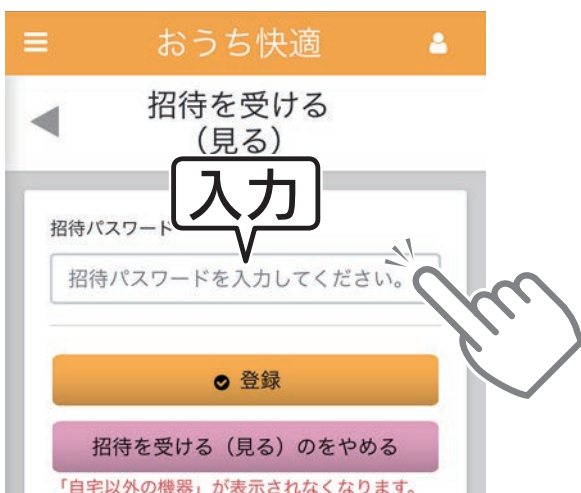 おうち快適
招待を受ける
（見る）
入力
招待パスワード
招待パスワードを入力してください。
登録
招待を受ける（見る）のをやめる
「自宅以外の機器」が表示されなくなります。